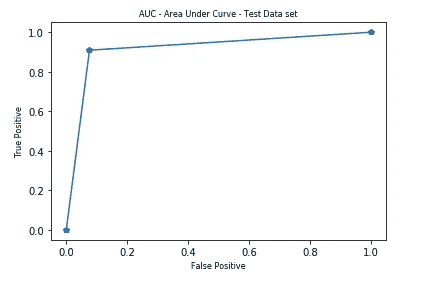 AUC - Area Under Curve - Test Data set
1.0
0.8
0.6
0.4
0.2
0.0
True Positive
0.0 0.2 0.4 0.6 0.8 1.0
False Positive